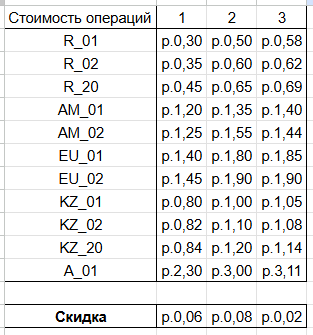 Стоимость операций 1 2 3
R_01 р.0,30 р.0,50 р.0,58
R_02 р.0,35 р.0,60 р.0,62
R_20 р.0,45 р.0,65 р.0,69
AM_01 р.1,20 р.1,35 р.1,40
AM_02 р.1,25 р.1,55 р.1,44
EU_01 р.1,40 р.1,80 р.1,85
EU_02 р.1,45 р.1,90 р.1,90
KZ_01 р.0,80 р.1,00 р.1,05
KZ_02 р.0,82 р.1,10 р.1,08
KZ_20 р.0,84 р.1,20 р.1,14
A_01 р.2,30 р.3,00 р.3,11
Скидка р.0,06 р.0,08 р.0,02